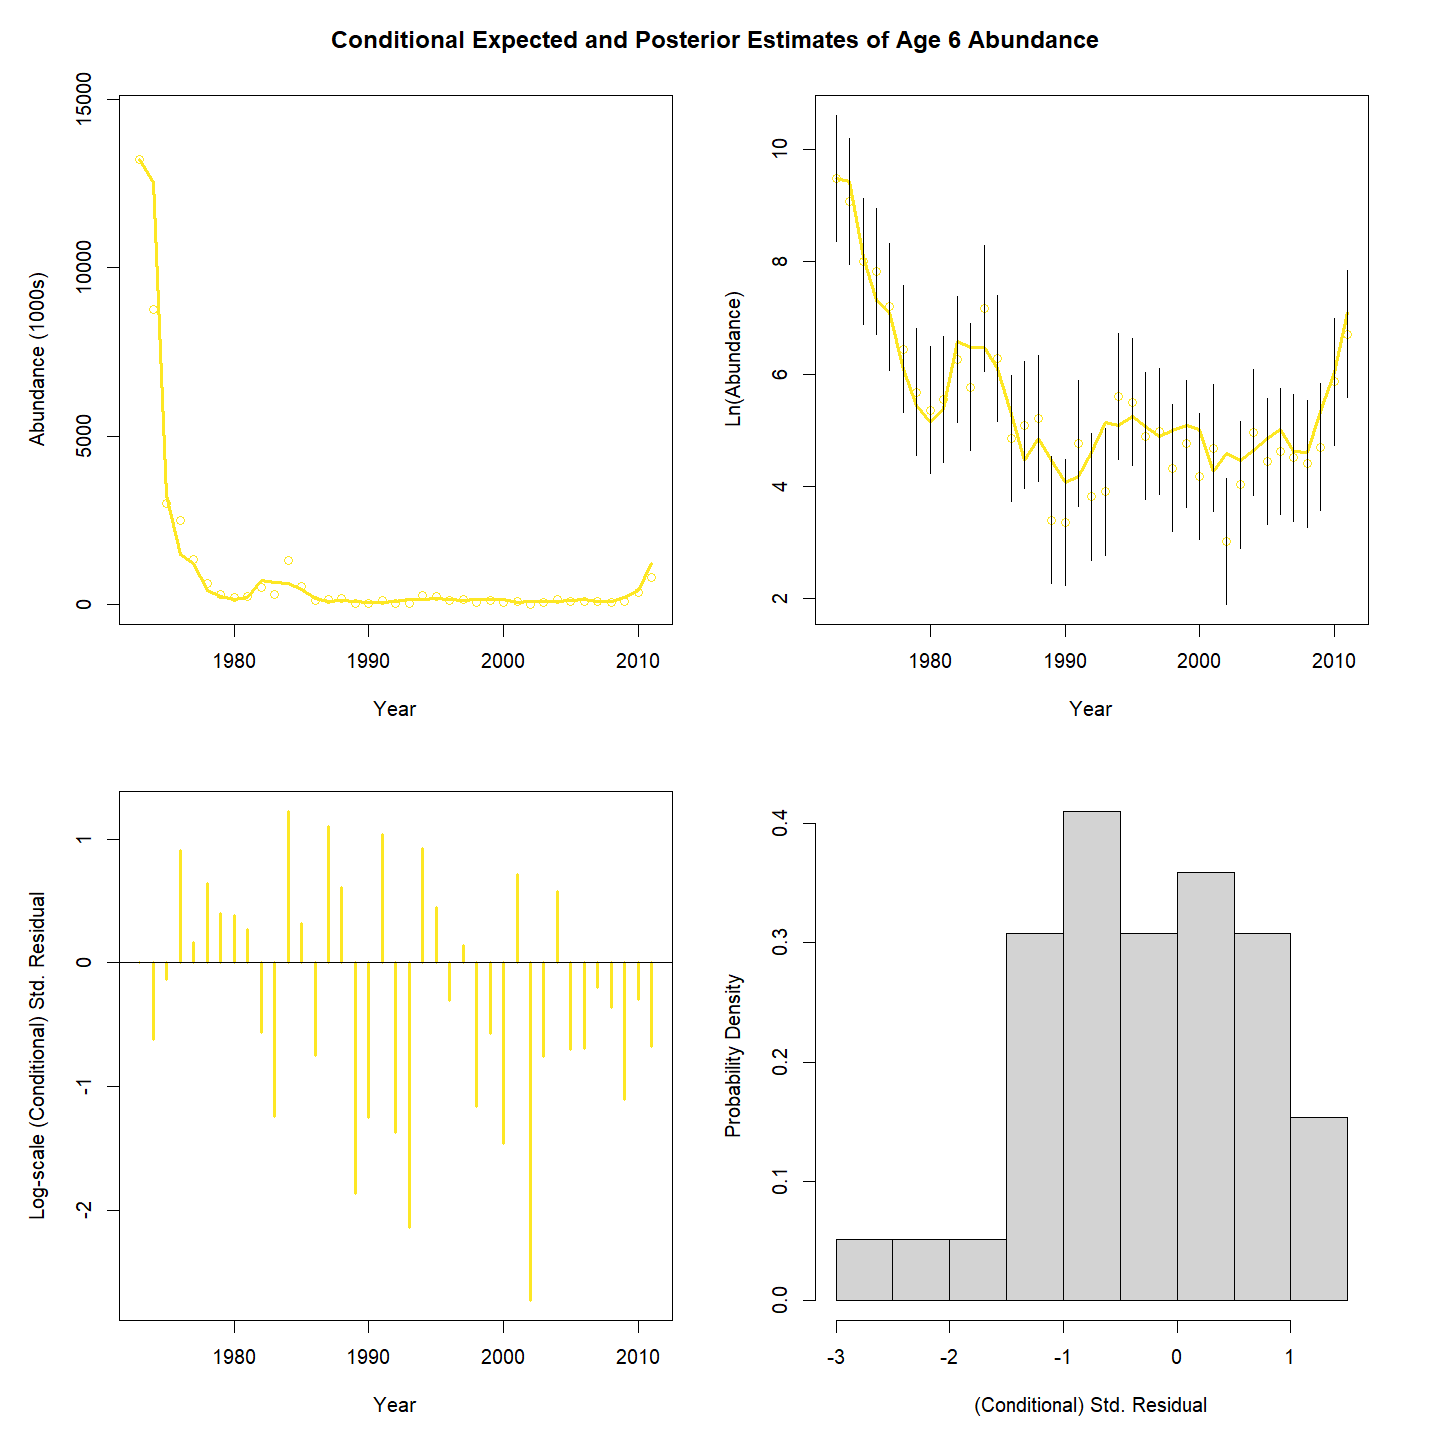 Conditional Expected and Posterior Estimates of Age 6 Abundance
Abundance (1000s)
15000
10000
5000
0
1980 1990 2000 2010
Year
Ln(Abundance)
10
8
6
4
2
1980 1990 2000 2010
Year
Log-scale (Conditional) Std. Residual
1
0
-1
-2
1980 1990 2000 2010
Year
Probability Density
0.4
0.3
0.2
0.1
0.0
-3 -2 -1 0 1
(Conditional) Std. Residual